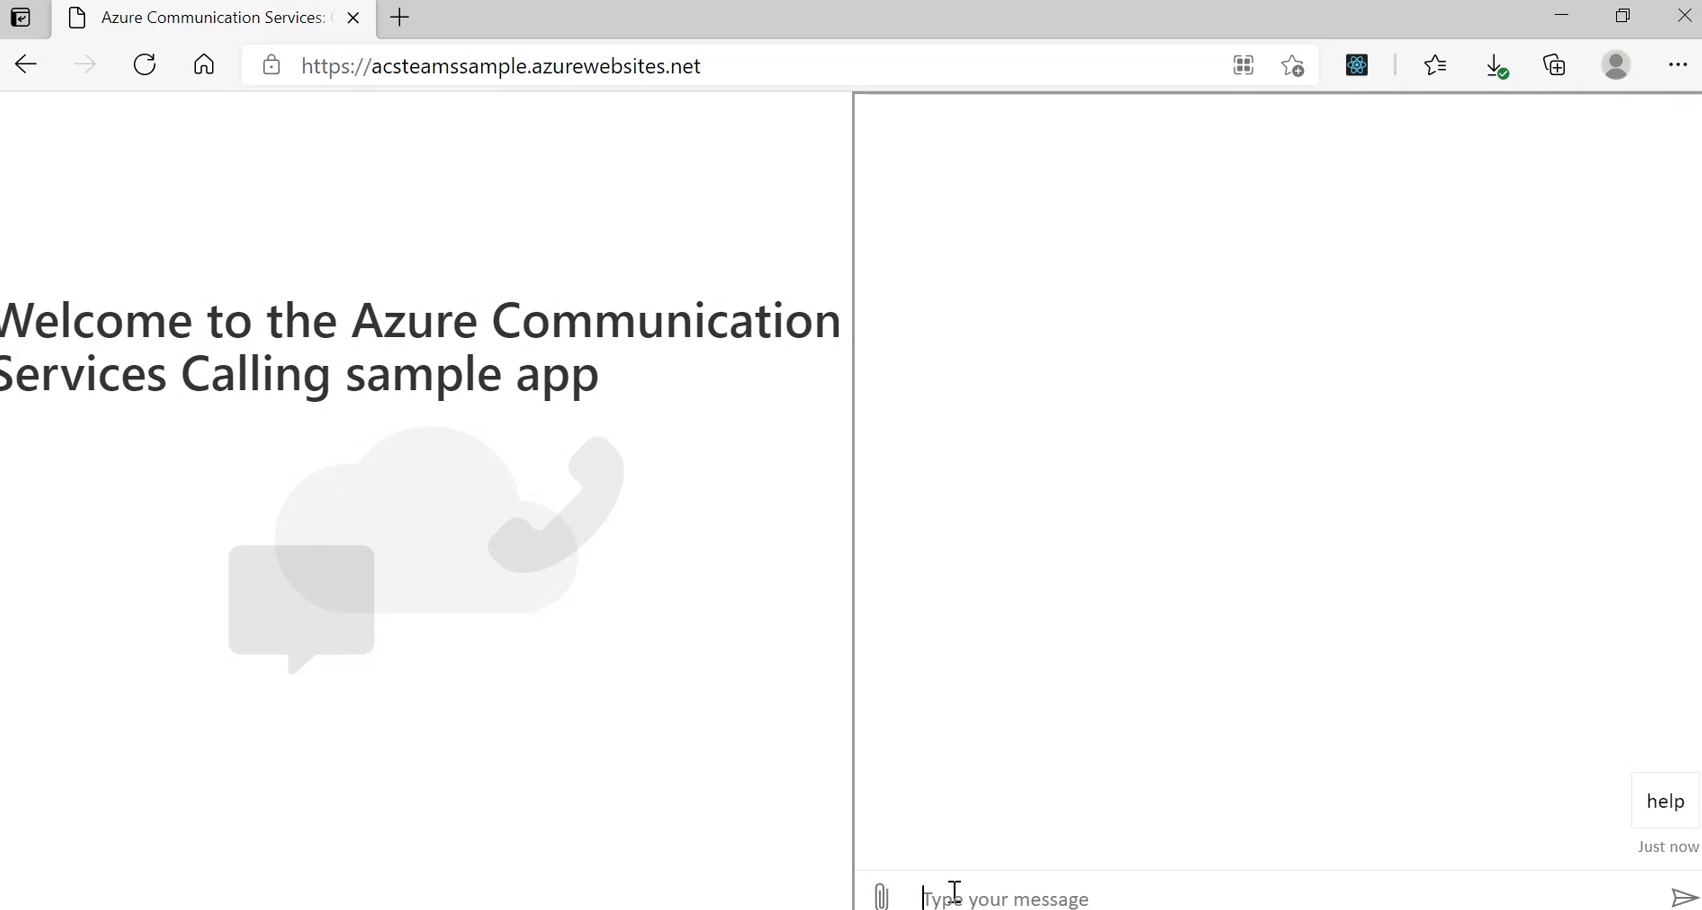 Azure Communication Services:
https://acsteamssample.azurewebsites.net
Welcome to the Azure Communication
Services Calling sample app
help
Just now
Type your message